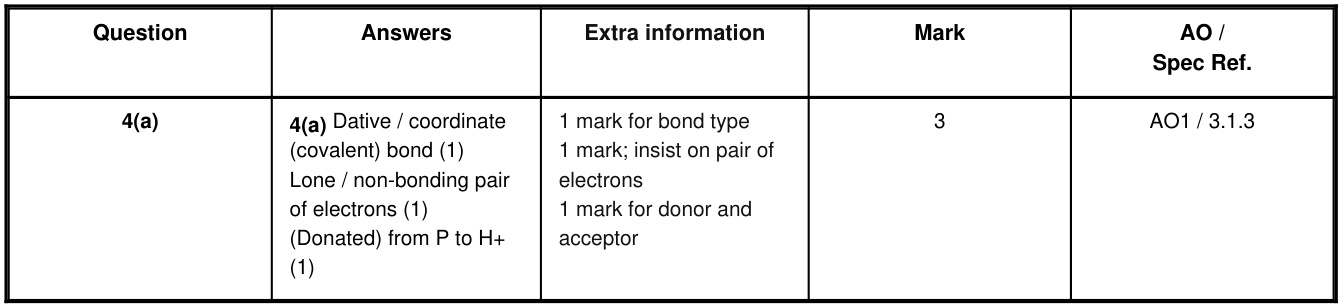 Question Answers Extra information Mark AO /
Spec Ref.
4(a) 4(a) Dative / coordinate 1 mark for bond type 3 AO1 / 3.1.3
(covalent) bond (1) 1 mark; insist on pair of
Lone / non-bonding pair electrons
of electrons (1) 1 mark for donor and
(Donated) from P to H+ acceptor
(1)